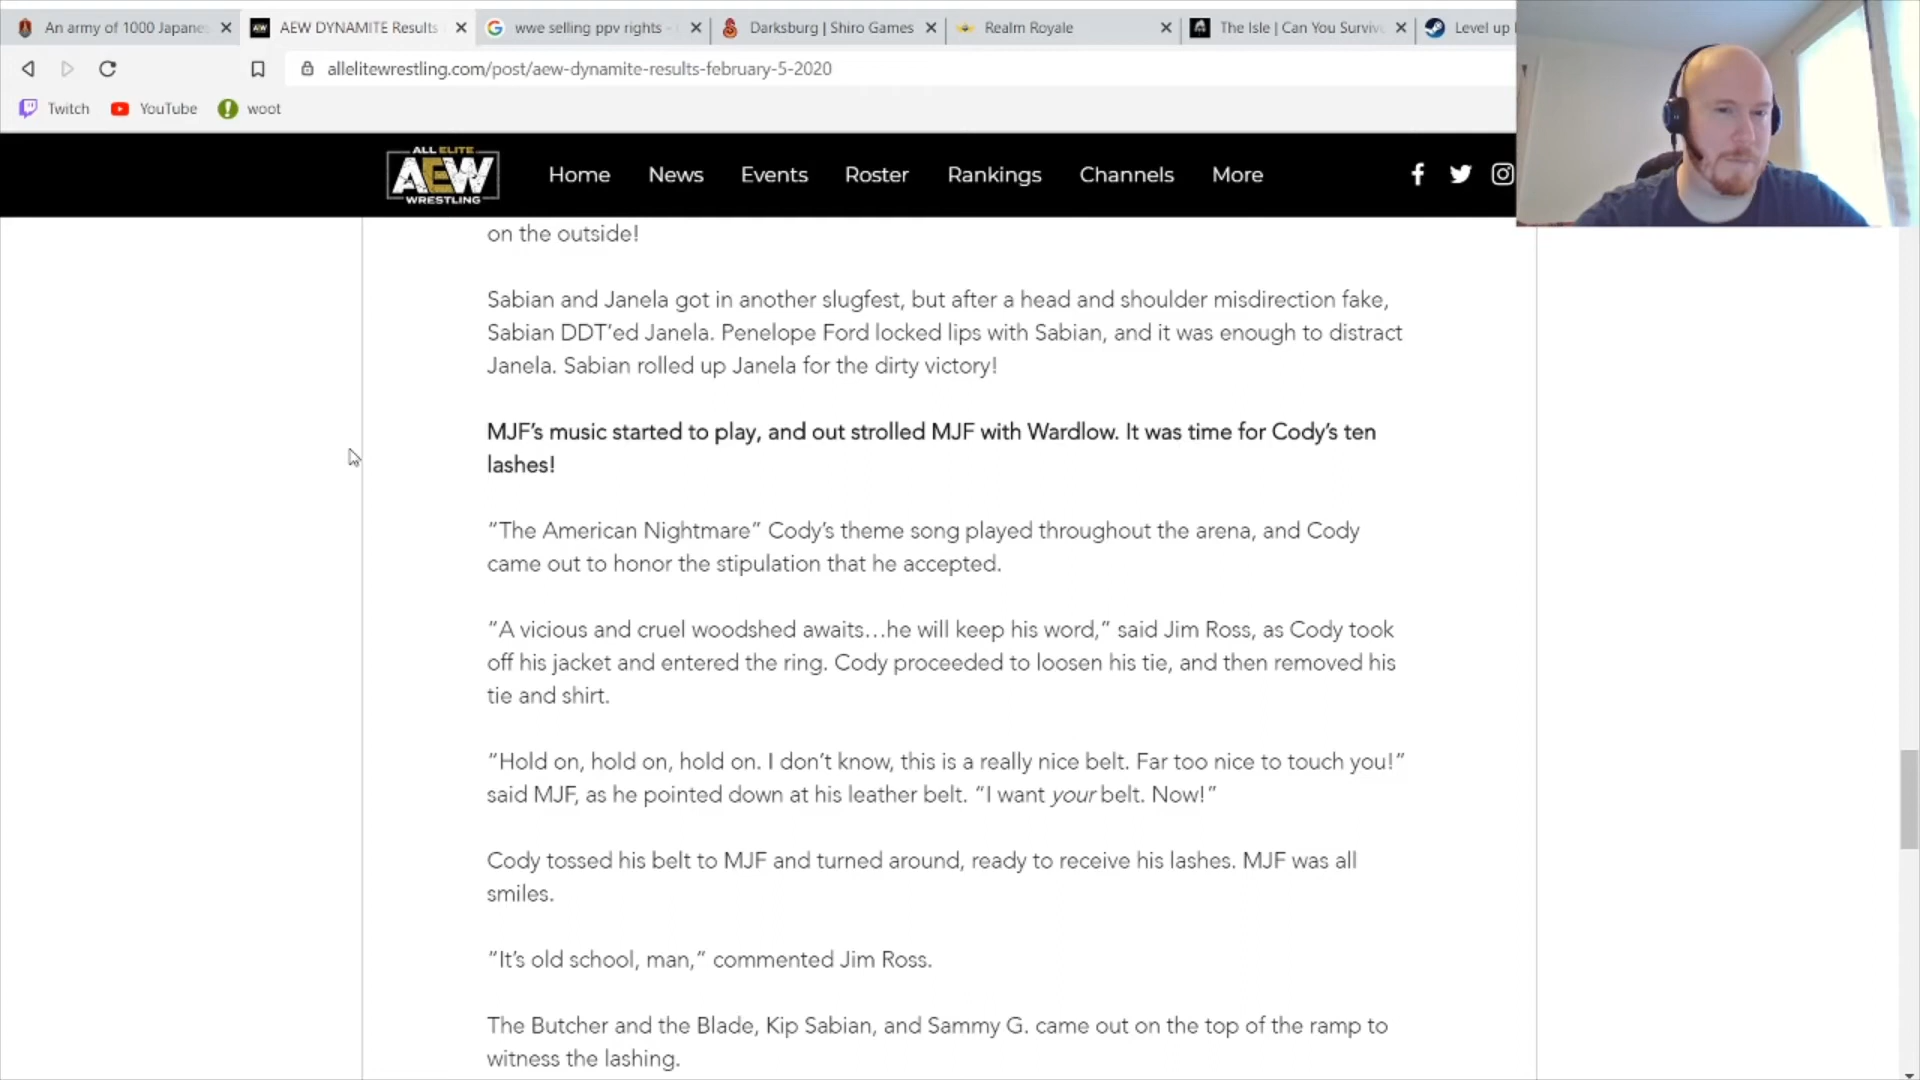 An army of 1000 Japane
AEW DYNAMITE Results
wwe selling ppv rights -
Darksburg | Shiro Games
Realm Royale
The Isle | Can You Surviv
Level up
allelitewrestling.com/post/aew-dynamite-results-february-5-2020
Twitch
YouTube
woot
ALL ELITE
AEW
WRESTLING
Home
News
Events
Roster
Rankings
Channels
More
on the outside!
Sabian and Janela got in another slugfest, but after a head and shoulder misdirection fake,
Sabian DDT’ed Janela. Penelope Ford locked lips with Sabian, and it was enough to distract
Janela. Sabian rolled up Janela for the dirty victory!
MJF’s music started to play, and out strolled MJF with Wardlow. It was time for Cody’s ten
lashes!
“The American Nightmare” Cody’s theme song played throughout the arena, and Cody
came out to honor the stipulation that he accepted.
“A vicious and cruel woodshed awaits…he will keep his word,” said Jim Ross, as Cody took
off his jacket and entered the ring. Cody proceeded to loosen his tie, and then removed his
tie and shirt.
“Hold on, hold on, hold on. I don’t know, this is a really nice belt. Far too nice to touch you!”
said MJF, as he pointed down at his leather belt. “I want your belt. Now!”
Cody tossed his belt to MJF and turned around, ready to receive his lashes. MJF was all
smiles.
“It’s old school, man,” commented Jim Ross.
The Butcher and the Blade, Kip Sabian, and Sammy G. came out on the top of the ramp to
witness the lashing.